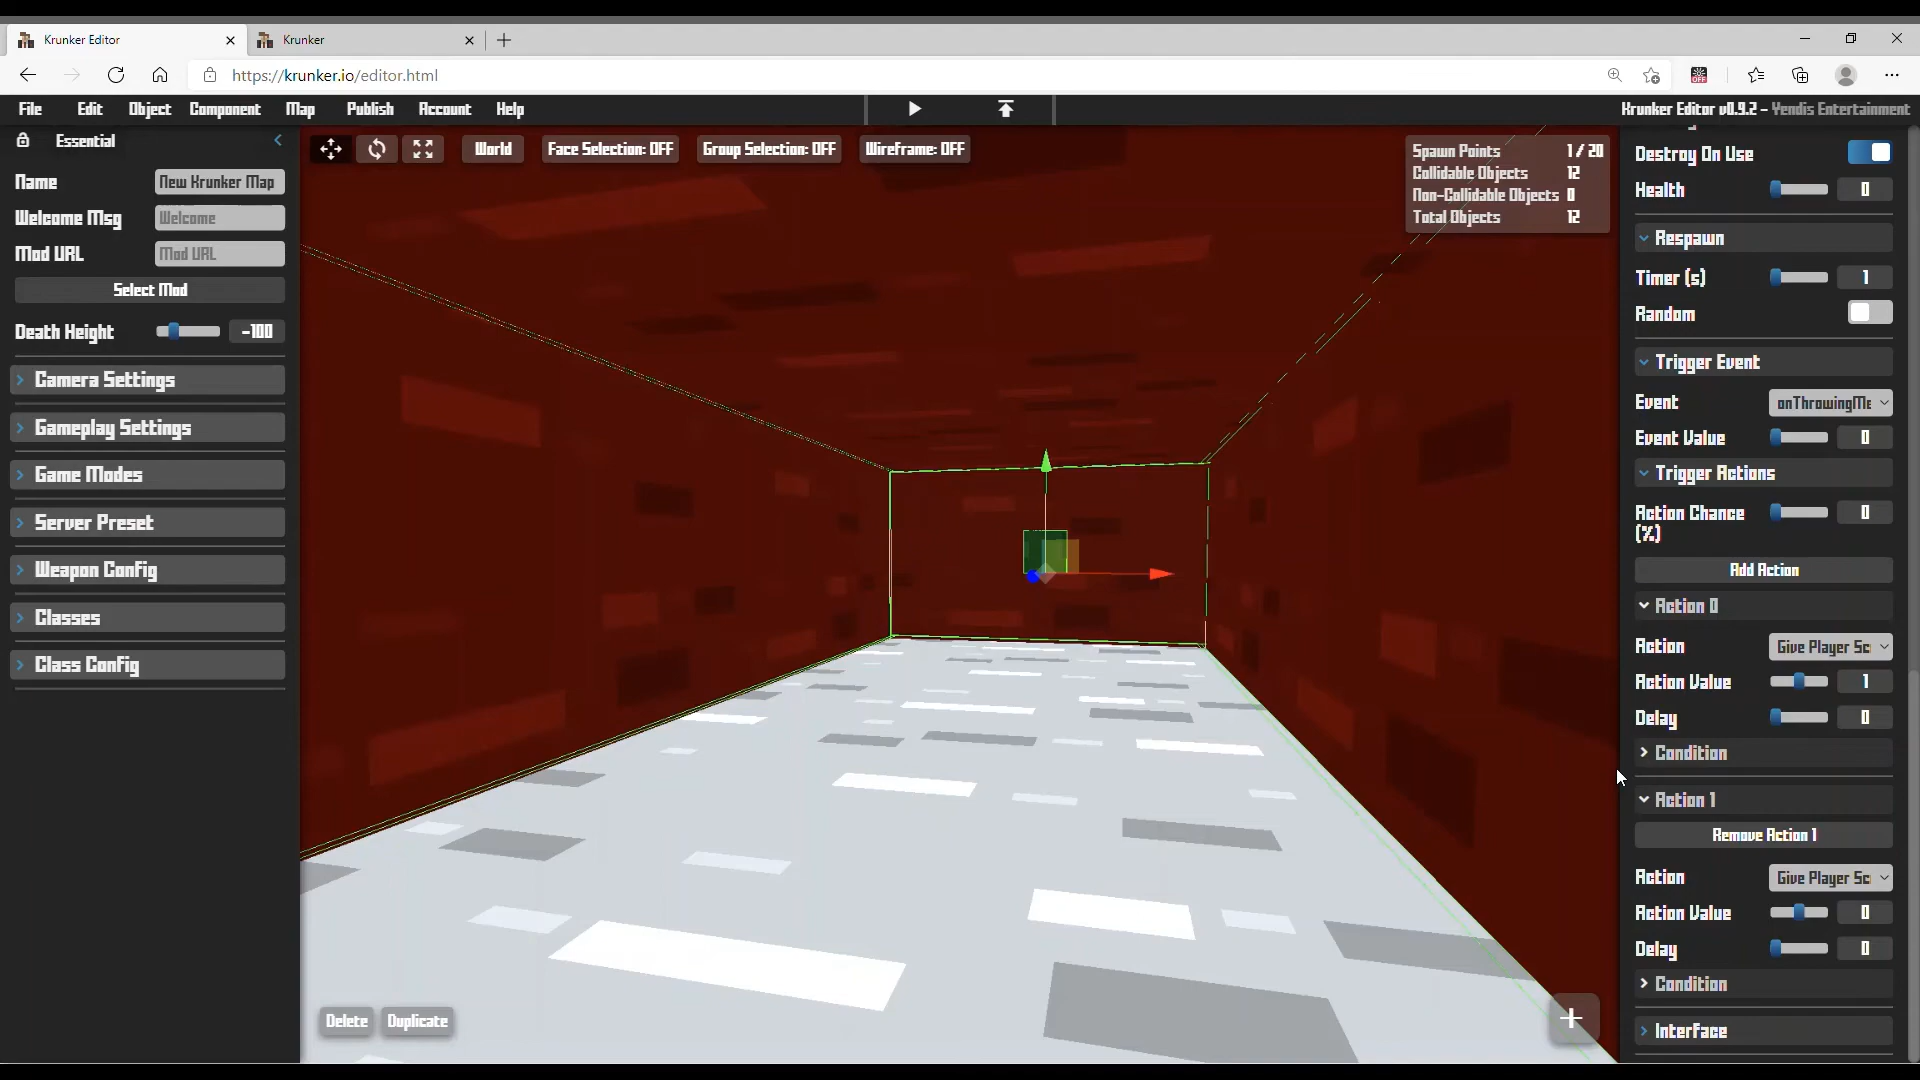 Krunker Editor
Krunker
https://krunker.io/editor.html
File Edit Object Component Map Publish Account Help
Krunker Editor v0.9.2 - Yendis Entertainment
Essential
Name New Krunker Map
Welcome Msg Welcome
Mod URL Mod URL
Select Mod
Death Height -100
Camera Settings
Gameplay Settings
Game Modes
Server Preset
Weapon Config
Classes
Class Config
World Face Selection: OFF Group Selection: OFF Wireframe: OFF
Spawn Points 1 / 20
Collidable Objects 12
Non-Collidable Objects 0
Total Objects 12
Delete Duplicate
Destroy On Use
Health 0
Respawn
Timer (s) 1
Random
Trigger Event
Event onThrowingMe
Event Value 0
Trigger Actions
Action Chance
(%) 0
Add Action
Action 0
Action Give Player Sc
Action Value 1
Delay 0
Condition
Action 1
Remove Action 1
Action Give Player Sc
Action Value 0
Delay 0
Condition
Interface